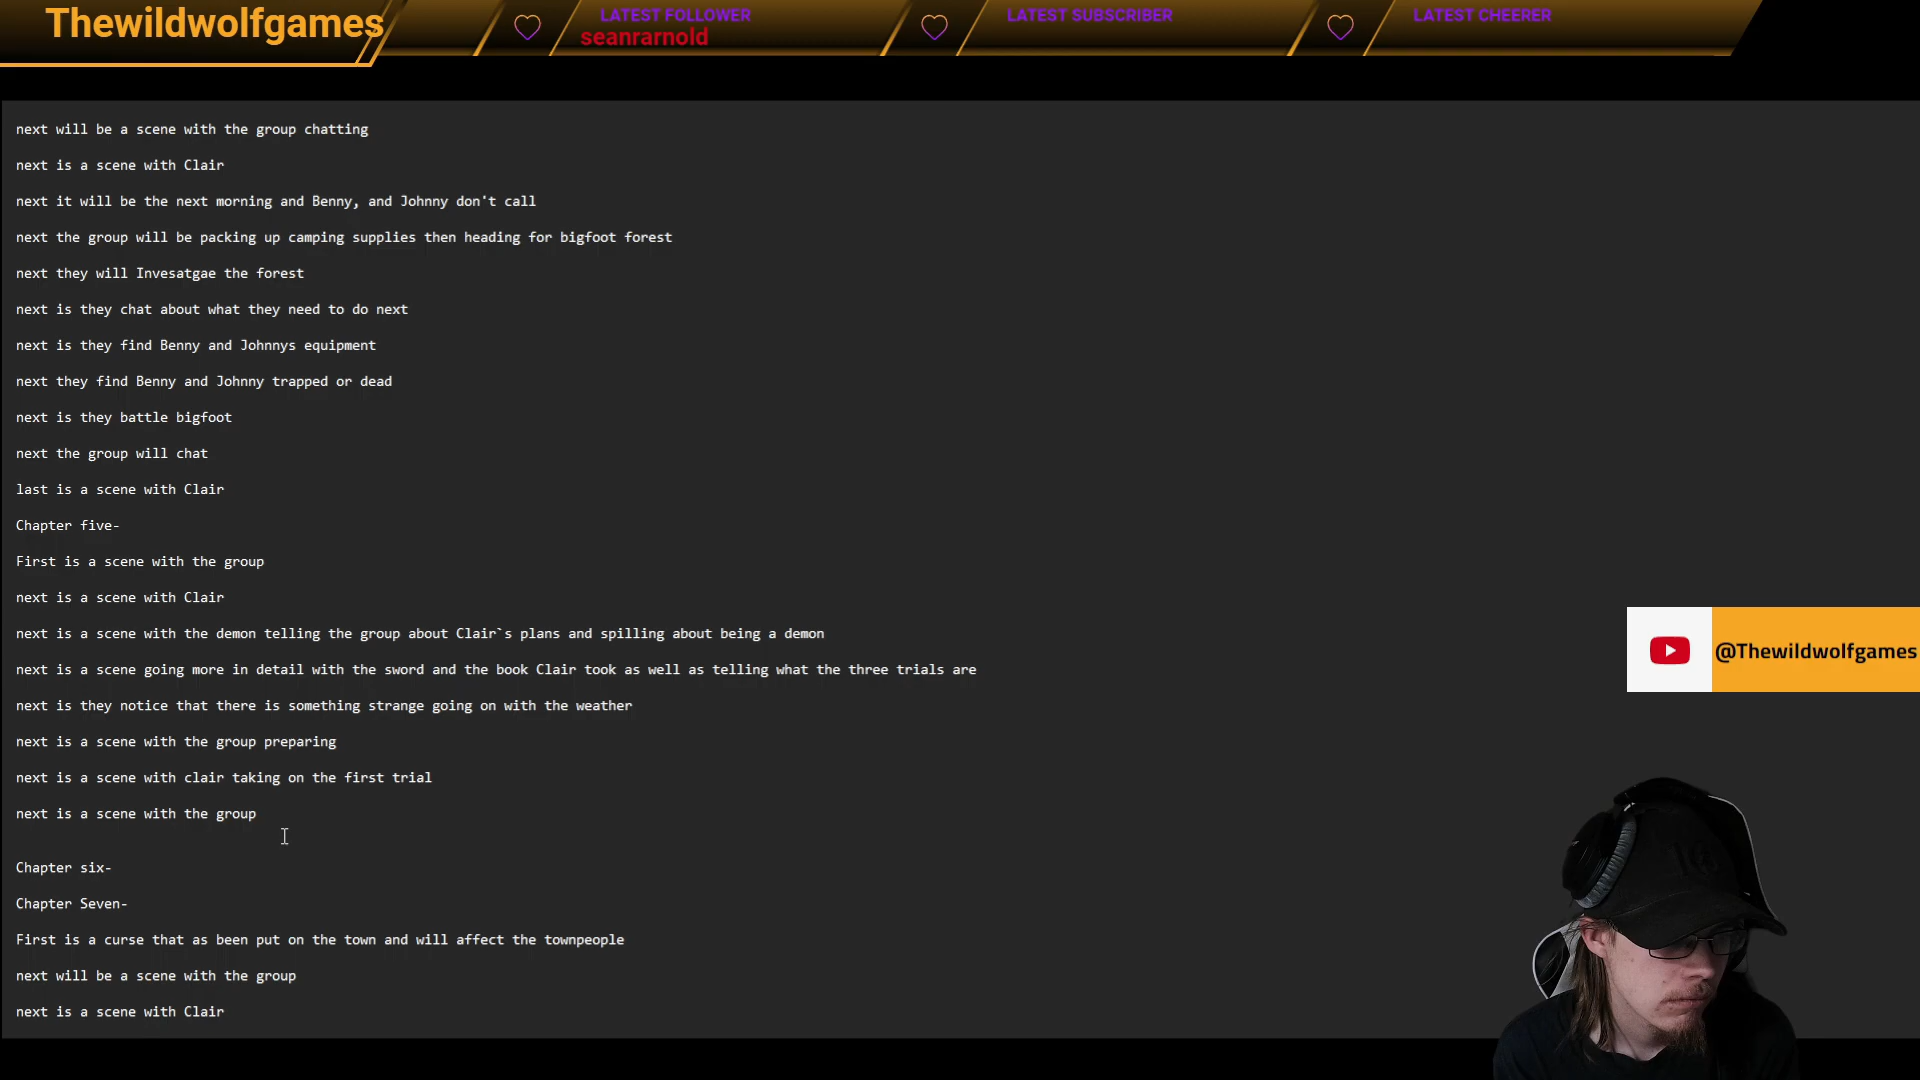 Thewildwolfgames
LATEST FOLLOWER
seanrarnold
LATEST SUBSCRIBER
LATEST CHEERER
next will be a scene with the group chatting
next is a scene with Clair
next it will be the next morning and Benny, and Johnny don't call
next the group will be packing up camping supplies then heading for bigfoot forest
next they will Invesatgae the forest
next is they chat about what they need to do next
next is they find Benny and Johnnys equipment
next they find Benny and Johnny trapped or dead
next is they battle bigfoot
next the group will chat
last is a scene with Clair
Chapter five-
First is a scene with the group
next is a scene with Clair
next is a scene with the demon telling the group about Clair`s plans and spilling about being a demon
next is a scene going more in detail with the sword and the book Clair took as well as telling what the three trials are
next is they notice that there is something strange going on with the weather
next is a scene with the group preparing
next is a scene with clair taking on the first trial
next is a scene with the group
Chapter six-
Chapter Seven-
First is a curse that as been put on the town and will affect the townpeople
next will be a scene with the group
next is a scene with Clair
@Thewildwolfgames